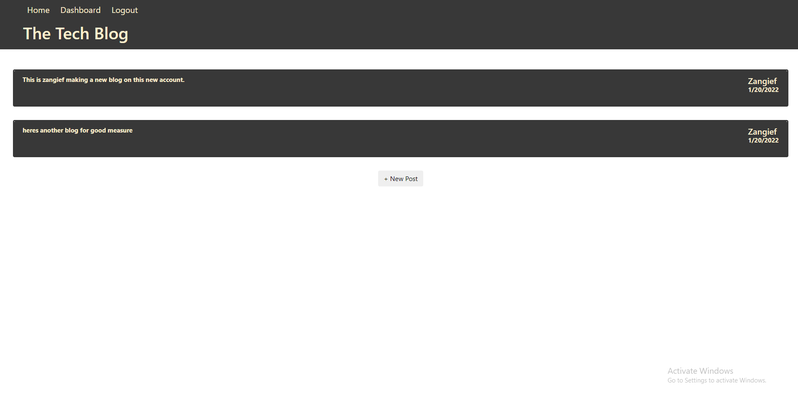 Home Dashboard Logout
The Tech Blog
This is zangief making a new blog on this new account.
Zangief
1/20/2022
heres another blog for good measure
Zangief
1/20/2022
+ New Post
Activate Windows
Go to Settings to activate Windows.